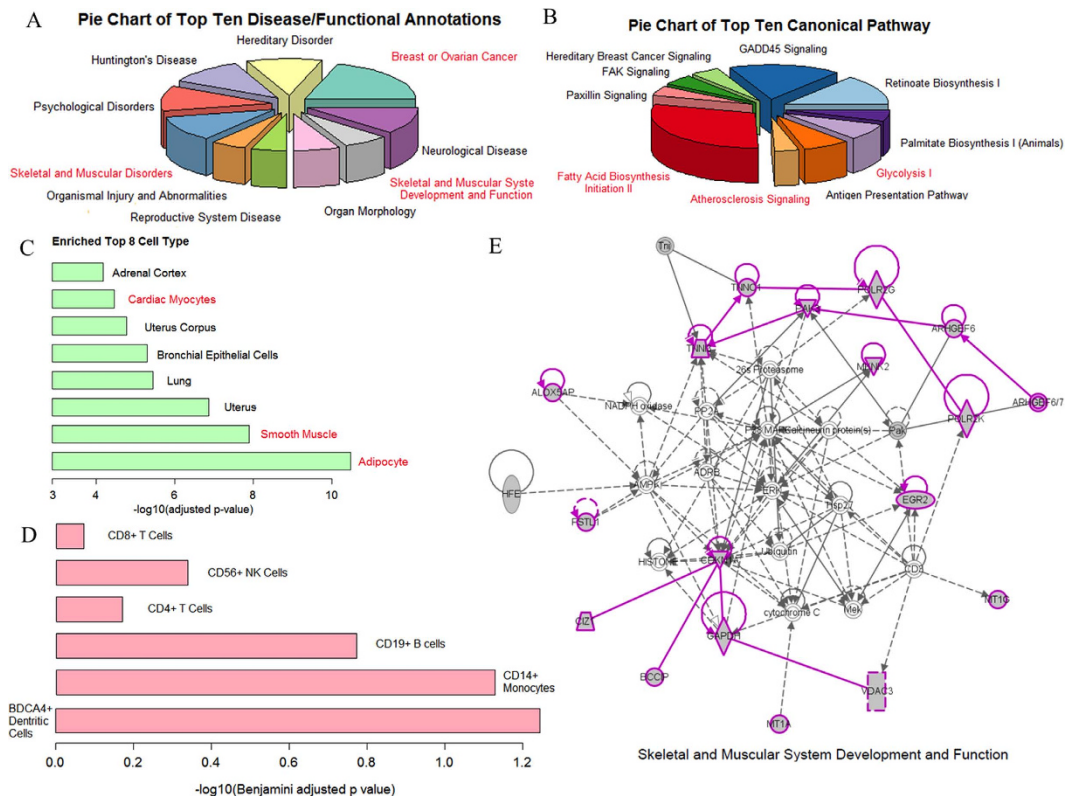 A
Pie Chart of Top Ten Disease/Functional Annotations
Hereditary Disorder
Huntington's Disease
Breast or Ovarian Cancer
Psychological Disorders
Neurological Disease
Skeletal and Muscular Disorders
Skeletal and Muscular Syste
Development and Function
Organismal Injury and Abnormalities
Organ Morphology
Reproductive System Disease
B
Pie Chart of Top Ten Canonical Pathway
GADD45 Signaling
Hereditary Breast Cancer Signaling
FAK Signaling
Retinoate Biosynthesis I
Paxillin Signaling
Palmitate Biosynthesis I (Animals)
Fatty Acid Biosynthesis
Initiation II
Glycolysis I
Atherosclerosis Signaling
Antigen Presentation Pathway
C
Enriched Top 8 Cell Type
Adrenal Cortex
Cardiac Myocytes
Uterus Corpus
Bronchial Epithelial Cells
Lung
Uterus
Smooth Muscle
Adipocyte
3 4 6 8 10
-log10(adjusted p-value)
D
CD8+ T Cells
CD56+ NK Cells
CD4+ T Cells
CD19+ B cells
CD14+
Monocytes
BDCA4+
Dentritic
Cells
0.0 0.2 0.4 0.6 0.8 1.0 1.2
-log10(Benjamini adjusted p value)
E
Tnj
POLR2G
ARHGEF6
26s Proteasome
ALOX5AP
NADPH oxidase
ARHGEF6/7
POLR2K
Calcineurin protein(s)
Pak
ADRB
HFE
AMPK
ERK
EGR2
Hsp27
FSTL1
Ubiquitin
HISTONE
CD3
cytochrome C
Mek
MT1G
CIZ1
GAPDH
BCCIP
VDAC3
MT1A
Skeletal and Muscular System Development and Function